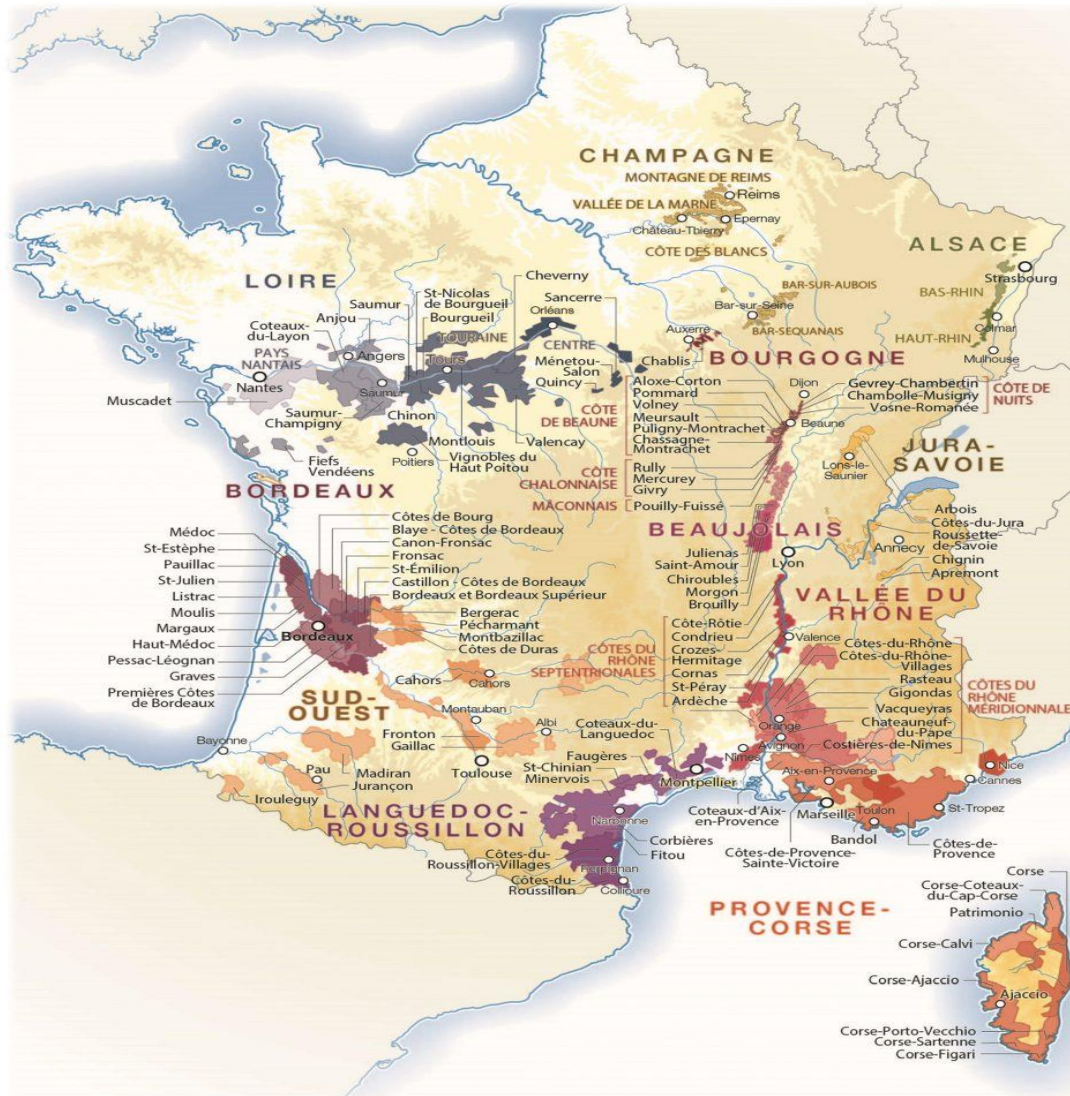 CHAMPAGNE
MONTAGNE DE REIMS
Reims
VALLÉE DE LA MARNE
Epernay
Château-Thierry
CÔTE DES BLANCS
ALSACE
Strasbourg
BAS-RHIN
Colmar
HAUT-RHIN
Mulhouse
BAR-SUR-AUBOIS
Bar-sur-Seine
BAR-SEQUANAIS
LOIRE
Cheverny
Sancerre
Orléans
St-Nicolas
de Bourgueil
Bourgueil
Saumur
Anjou
Coteaux-
du-Layon
TOURAINE
CENTRE
PAYS
NANTAIS
Angers
Tours
Nantes
Saumur
Muscadet
Saumur-
Champigny
Chinon
Montlouis
Valencay
Vignobles du
Haut Poitou
Poitiers
Fiefs
Vendéens
Ménetou-
Salon
Quincy
Auxerre
Chablis
BOURGOGNE
Dijon
Beaune
CÔTE
DE BEAUNE
Aloxe-Corton
Pommard
Volney
Meursault
Puligny-Montrachet
Chassagne-
Montrachet
Gevrey-Chambertin
Chambolle-Musigny
Vosne-Romanée
CÔTE DE
NUITS
CÔTE
CHALONNAISE
Rully
Mercurey
Givry
MÂCONNAIS
Pouilly-Fuissé
JURA-
SAVOIE
Lons-le-
Saunier
Arbois
Côtes-du-Jura
Roussette-
de-Savoie
Chignin
Apremont
Annecy
BEAUJOLAIS
Julienas
Saint-Amour
Chiroubles
Morgon
Brouilly
Lyon
BORDEAUX
Médoc
St-Estèphe
Pauillac
St-Julien
Listrac
Moulis
Margaux
Haut-Médoc
Pessac-Léognan
Graves
Premières Côtes
de Bordeaux
Côtes de Bourg
Blaye - Côtes de Bordeaux
Canon-Fronsac
Fronsac
St-Émilion
Castillon - Côtes de Bordeaux
Bordeaux et Bordeaux Supérieur
Bordeaux
Bergerac
Pécharmant
Montbazillac
Côtes de Duras
VALLÉE DU
RHÔNE
Valence
CÔTES DU
RHÔNE
SEPTENTRIONALES
Côte-Rôtie
Condrieu
Crozes-
Hermitage
Cornas
St-Péray
Ardèche
Côtes-du-Rhône
Côtes-du-Rhône-
Villages
Rasteau
Gigondas
Vacqueyras
Chateauneuf-
du-Pape
Costières-de-Nimes
CÔTES DU
RHÔNE
MÉRIDIONNALES
Orange
Avignon
Nîmes
SUD-
OUEST
Cahors
Cahors
Montauban
Albi
Fronton
Gaillac
Toulouse
Bayonne
Pau
Madiran
Jurançon
Irouleguy
LANGUEDOC-
ROUSSILLON
Coteaux-du-
Languedoc
Faugères
St-Chinian
Minervois
Montpellier
Narbonne
Corbières
Fitou
Côtes-du-
Roussillon-Villages
Perpignan
Côtes-du-
Roussillon
Collioure
Aix-en-Provence
Marseille
Toulon
Nice
Cannes
St-Tropez
Coteaux-d'Aix-
en-Provence
Bandol
Côtes-de-Provence-
Sainte-Victoire
Côtes-de-
Provence
PROVENCE-
CORSE
Corse
Corse-Coteaux-
du-Cap-Corse
Patrimonio
Corse-Calvi
Corse-Ajaccio
Ajaccio
Corse-Porto-Vecchio
Corse-Sartenne
Corse-Figari